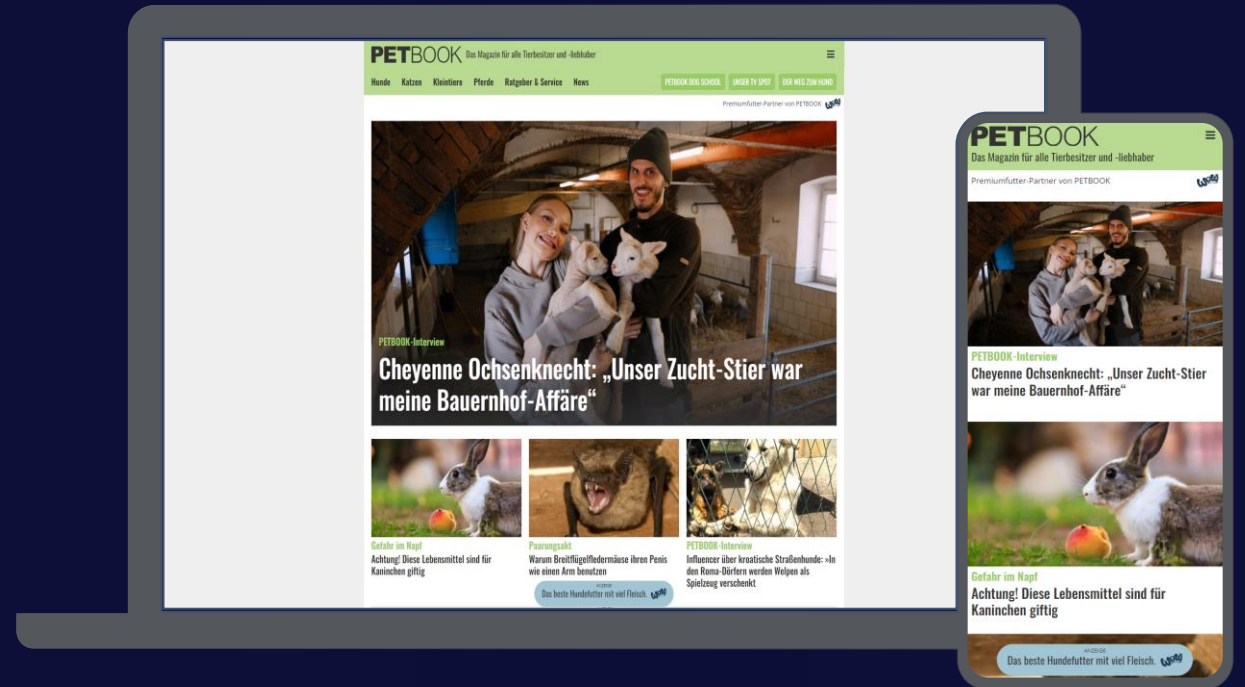 PETBOOK Das Magazin für alle Tierbesitzer und -liebhaber
Hunde Katzen Kleintiere Pferde Ratgeber & Service News PETBOOK DOG SCHOOL UNSER TV SPOT DER WEG ZUM HUND
Premiumfutter-Partner von PETBOOK
PETBOOK-Interview
Cheyenne Ochsenknecht: „Unser Zucht-Stier war
meine Bauernhof-Affäre“
Gefahr im Napf
Achtung! Diese Lebensmittel sind für
Kaninchen giftig
Paarungsakt
Warum Breitflügelfledermäuse ihren Penis
wie einen Arm benutzen
PETBOOK-Interview
Influencer über kroatische Straßenhunde: »In
den Roma-Dörfern werden Welpen als
Spielzeug verschenkt
ANZEIGE
Das beste Hundefutter mit viel Fleisch.
PETBOOK
Das Magazin für alle Tierbesitzer und -liebhaber
Premiumfutter-Partner von PETBOOK
PETBOOK-Interview
Cheyenne Ochsenknecht: „Unser Zucht-Stier
war meine Bauernhof-Affäre“
Gefahr im Napf
Achtung! Diese Lebensmittel sind für
Kaninchen giftig
ANZEIGE
Das beste Hundefutter mit viel Fleisch.